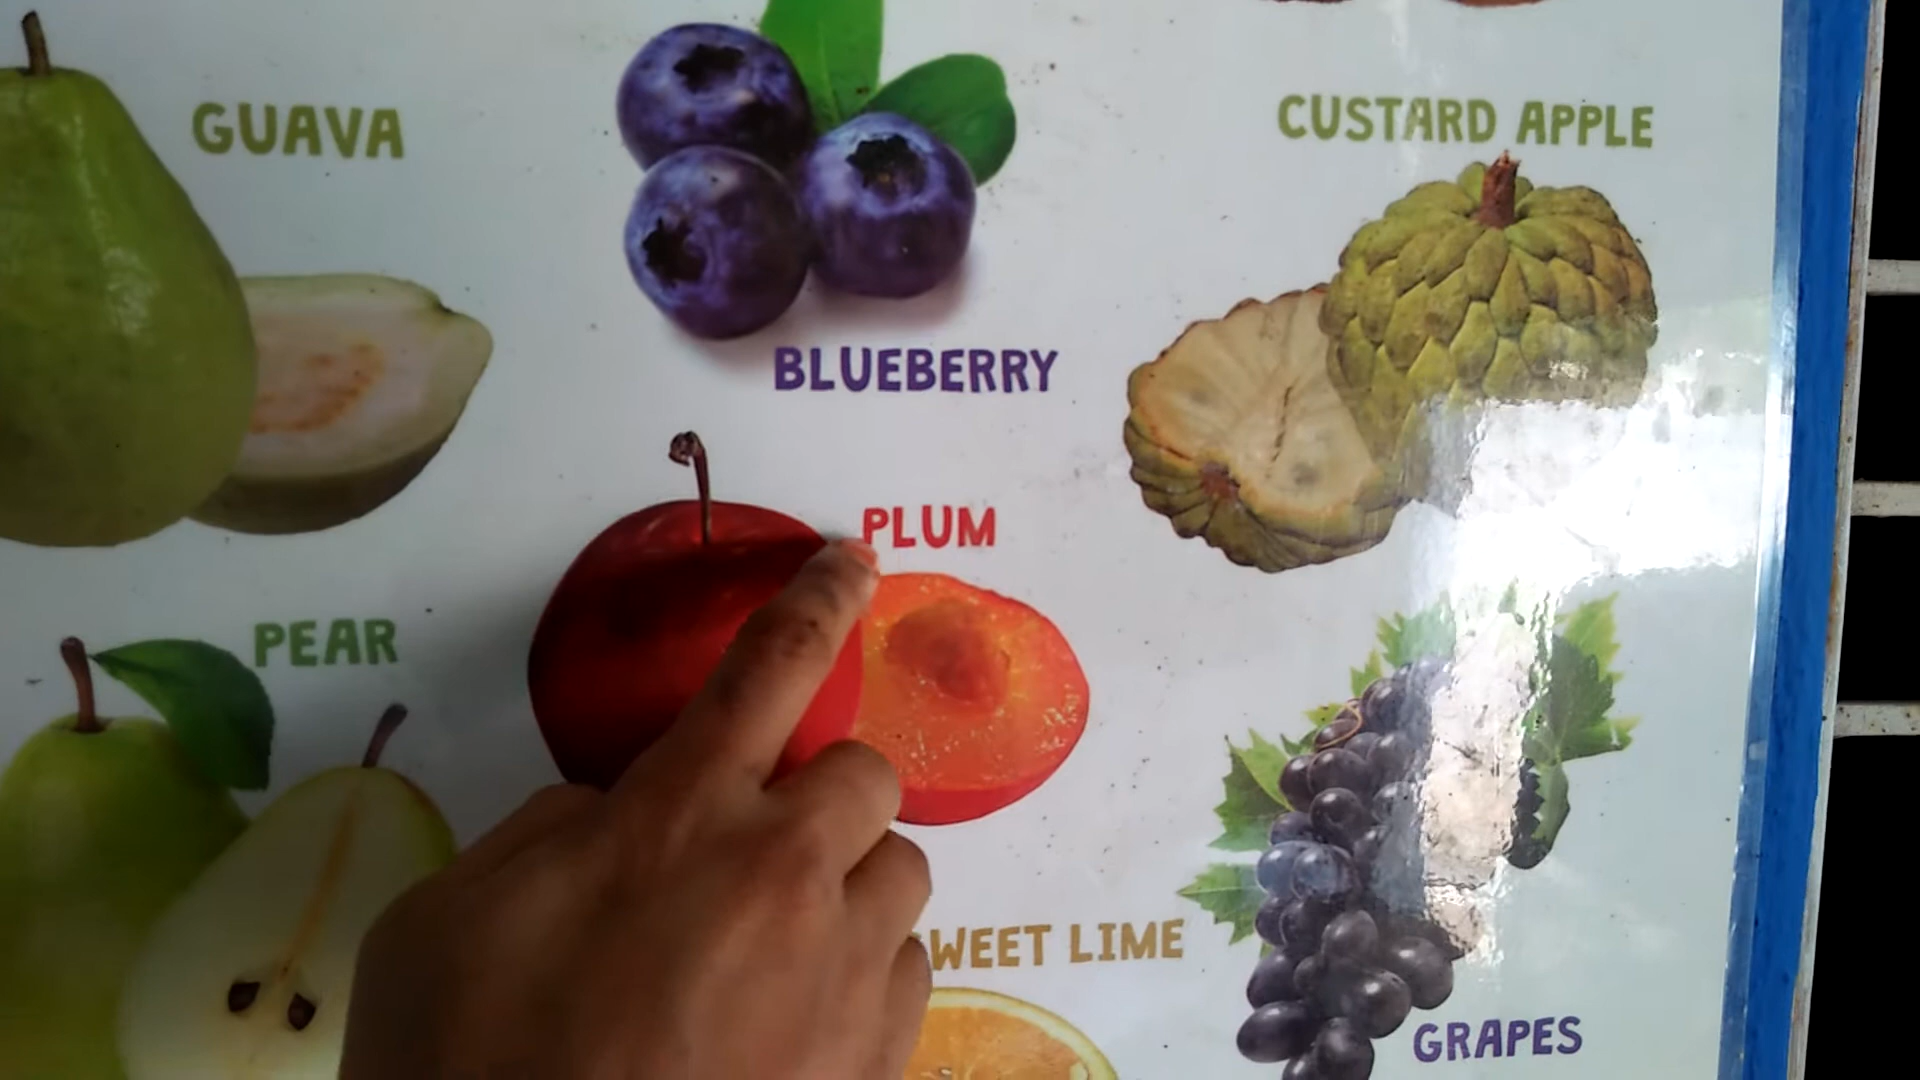 GUAVA
CUSTARD APPLE
BLUEBERRY
PLUM
PEAR
WEET LIME
GRAPES